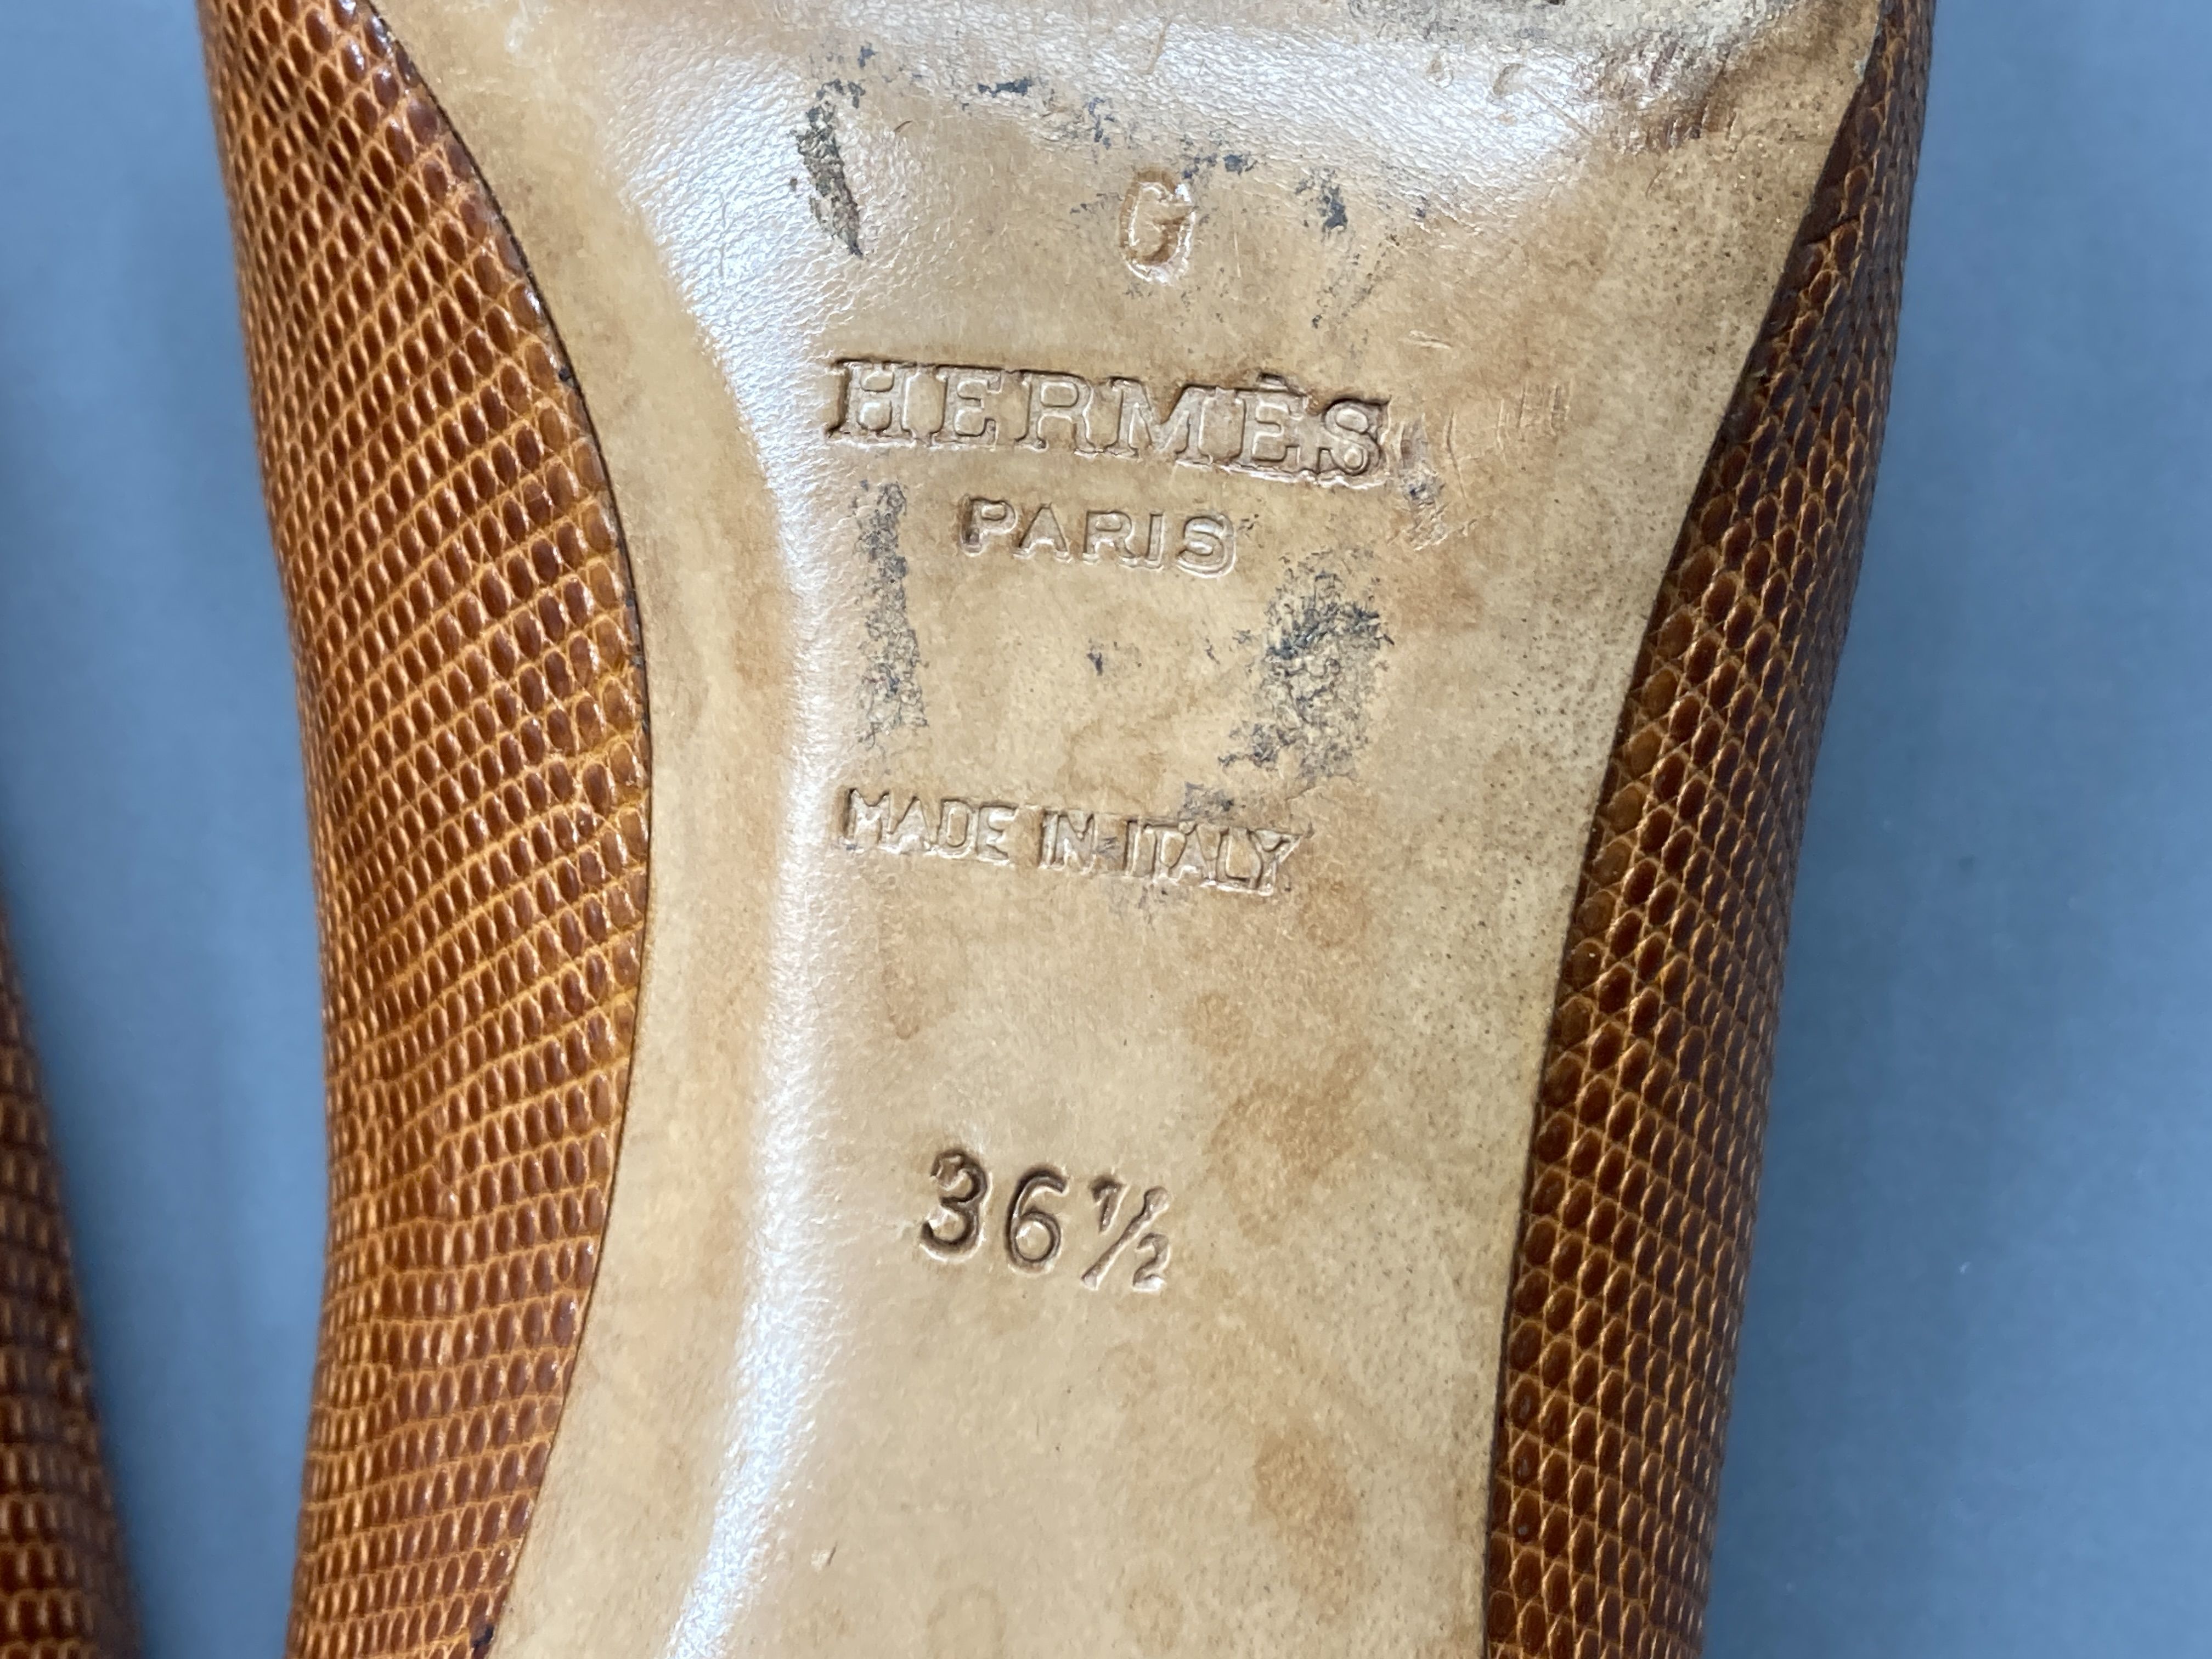 G
HERMÈS
PARIS
MADE IN ITALY
36½